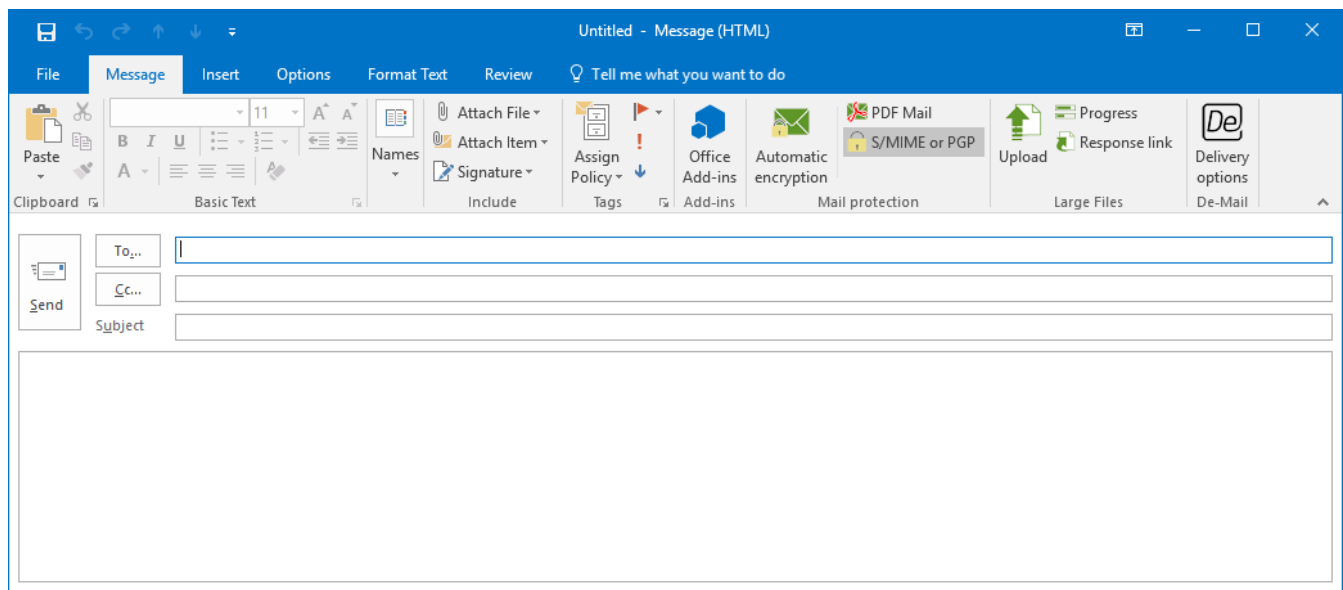 Untitled - Message (HTML)
File Message Insert Options Format Text Review Tell me what you want to do
Paste
11
B I U
A
Names
Attach File
Attach Item
Signature
Assign Policy
Office Add-ins
Automatic encryption
PDF Mail
S/MIME or PGP
Upload
Progress
Response link
De
Delivery options
Clipboard Basic Text Include Tags Add-ins Mail protection Large Files De-Mail
Send
To...
Cc...
Subject